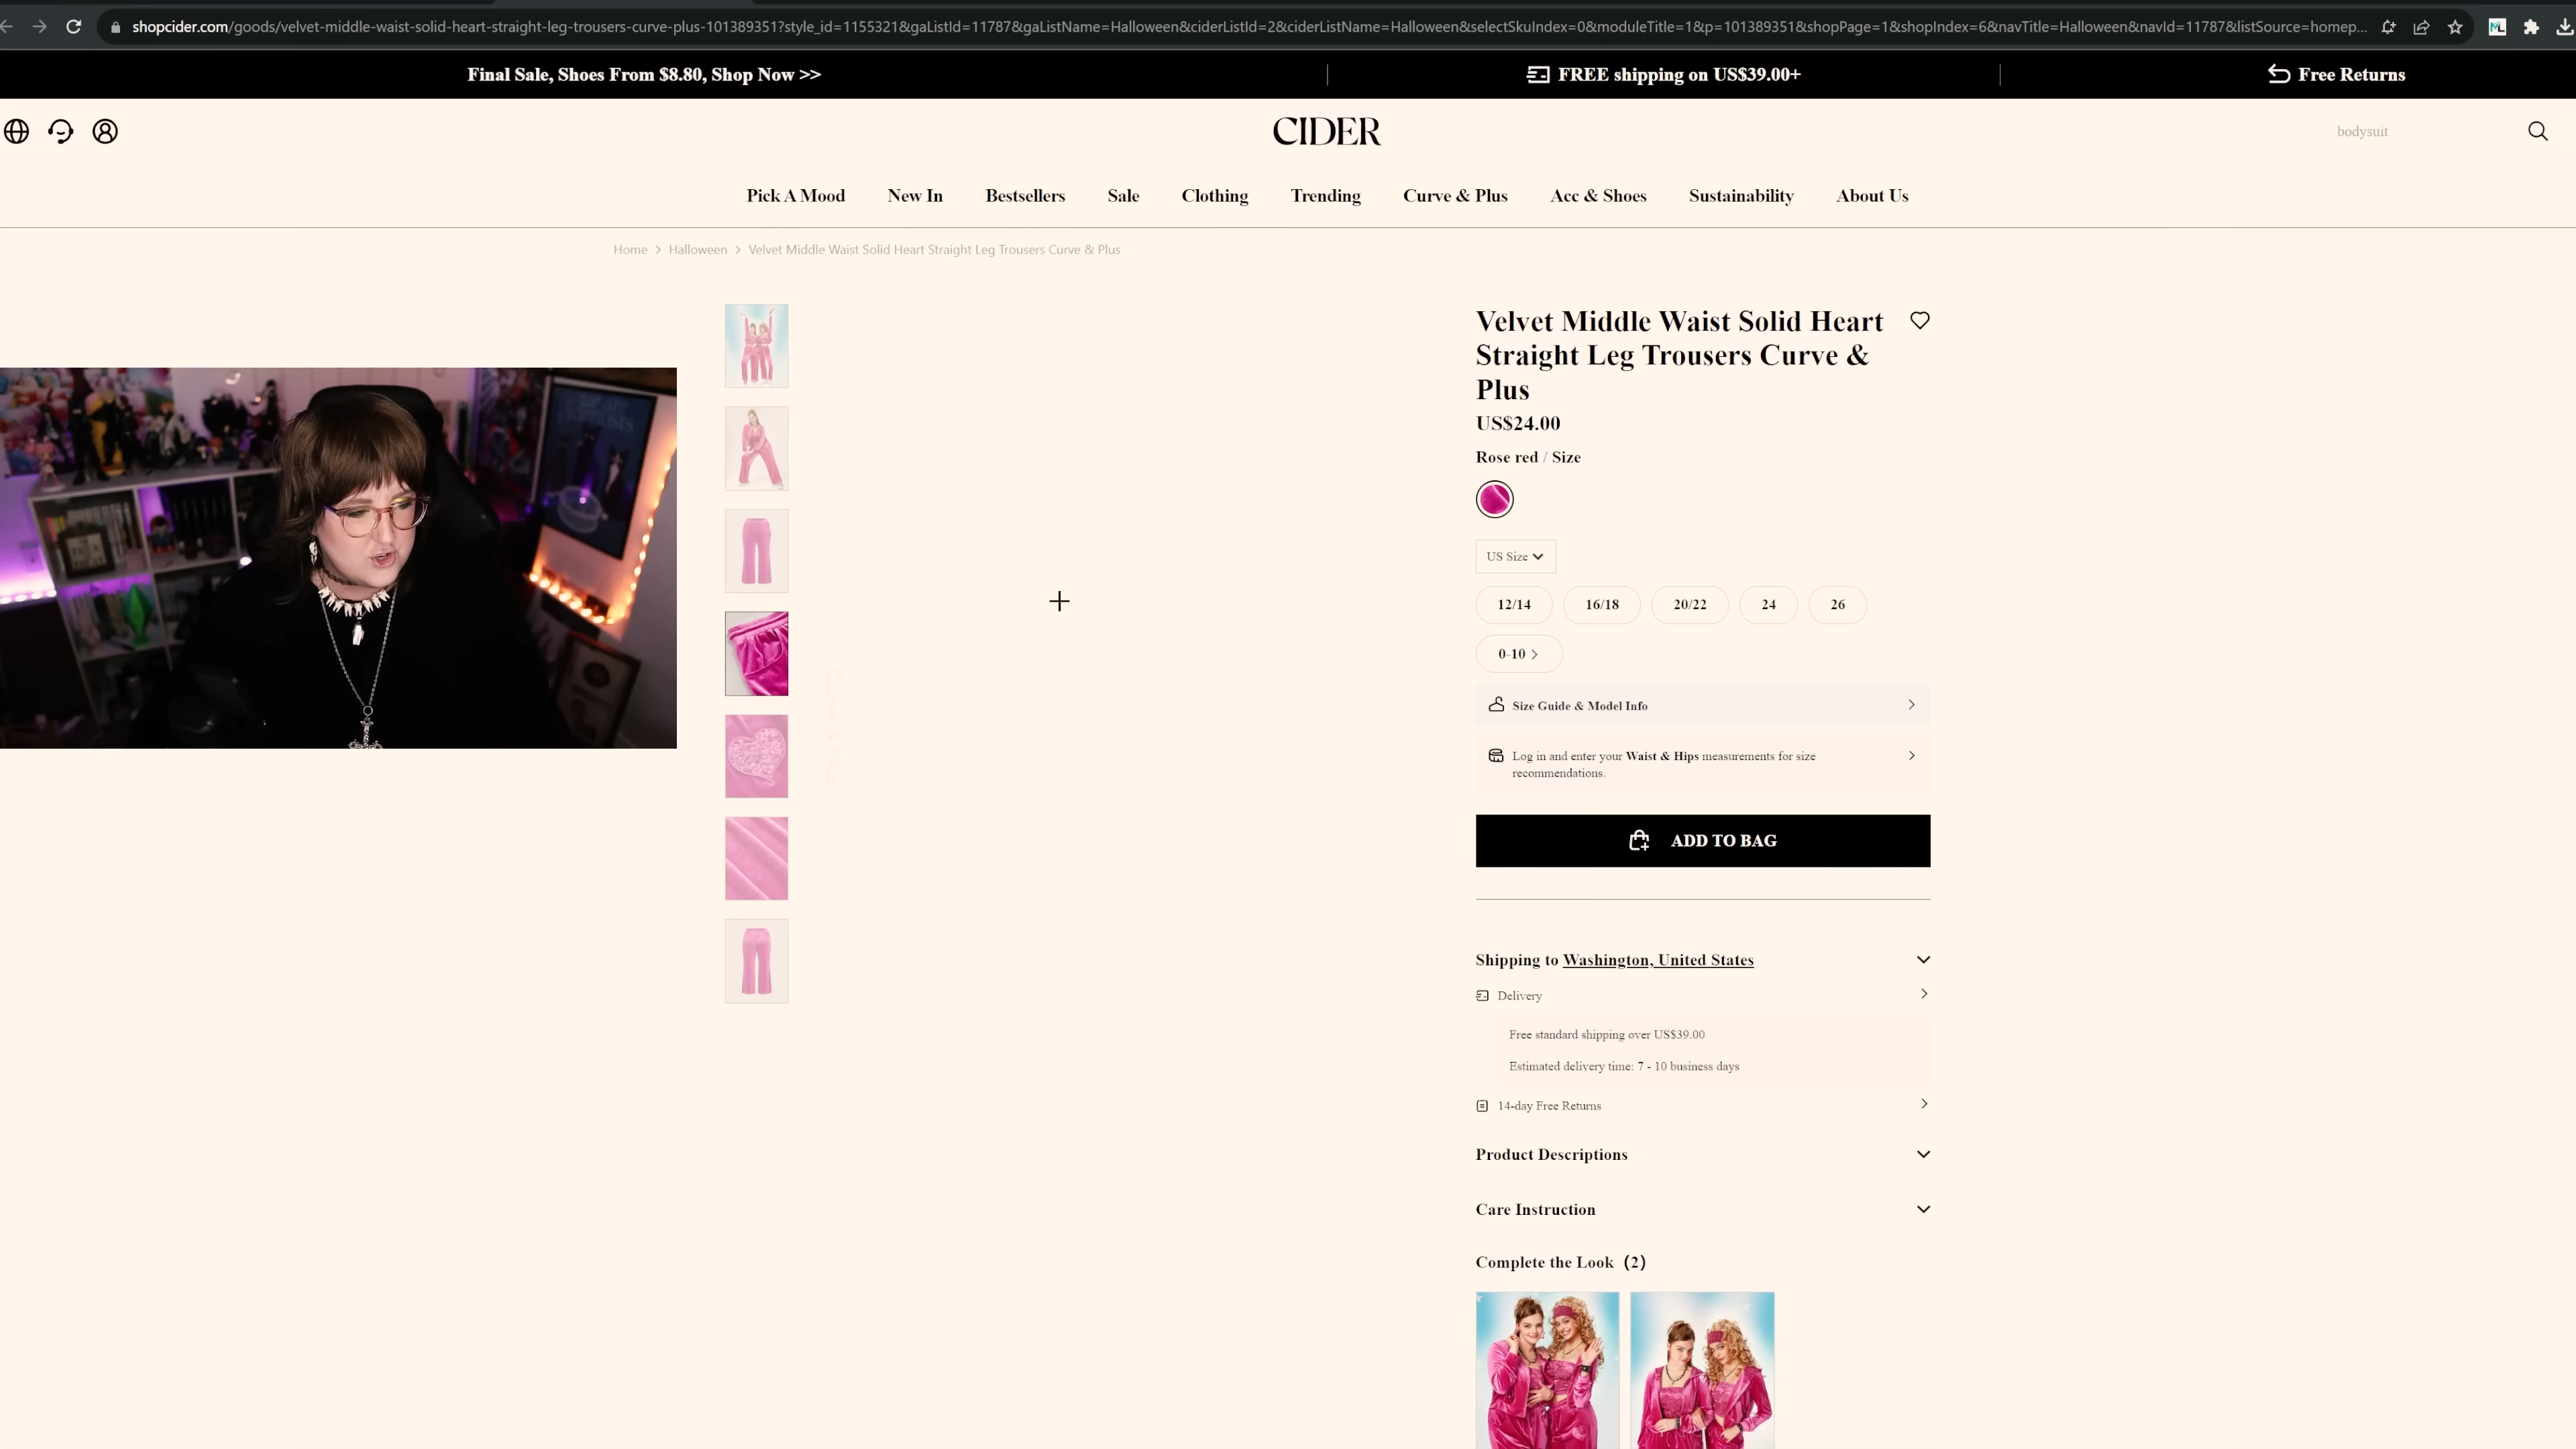 shopcider.com/goods/velvet-middle-waist-solid-heart-straight-leg-trousers-curve-plus-101389351?style_id=1155321&gaListId=11787&gaListName=Halloween&ciderListId=2&ciderListName=Halloween&selectSkuIndex=0&moduleTitle=1&p=101389351&shopPage=1&shopIndex=6&navTitle=Halloween&navId=11787&listSource=homep...
Final Sale, Shoes From $8.80, Shop Now >>
FREE shipping on US$39.00+
Free Returns
CIDER
bodysuit
Pick A Mood New In Bestsellers Sale Clothing Trending Curve & Plus Acc & Shoes Sustainability About Us
Home > Halloween > Velvet Middle Waist Solid Heart Straight Leg Trousers Curve & Plus
Curve & Plus
Velvet Middle Waist Solid Heart
Straight Leg Trousers Curve &
Plus
US$24.00
Rose red / Size
US Size
12/14 16/18 20/22 24 26
0-10 >
Size Guide & Model Info
Log in and enter your Waist & Hips measurements for size
recommendations.
ADD TO BAG
Shipping to Washington, United States
Delivery
Free standard shipping over US$39.00
Estimated delivery time: 7 - 10 business days
14-day Free Returns
Product Descriptions
Care Instruction
Complete the Look (2)